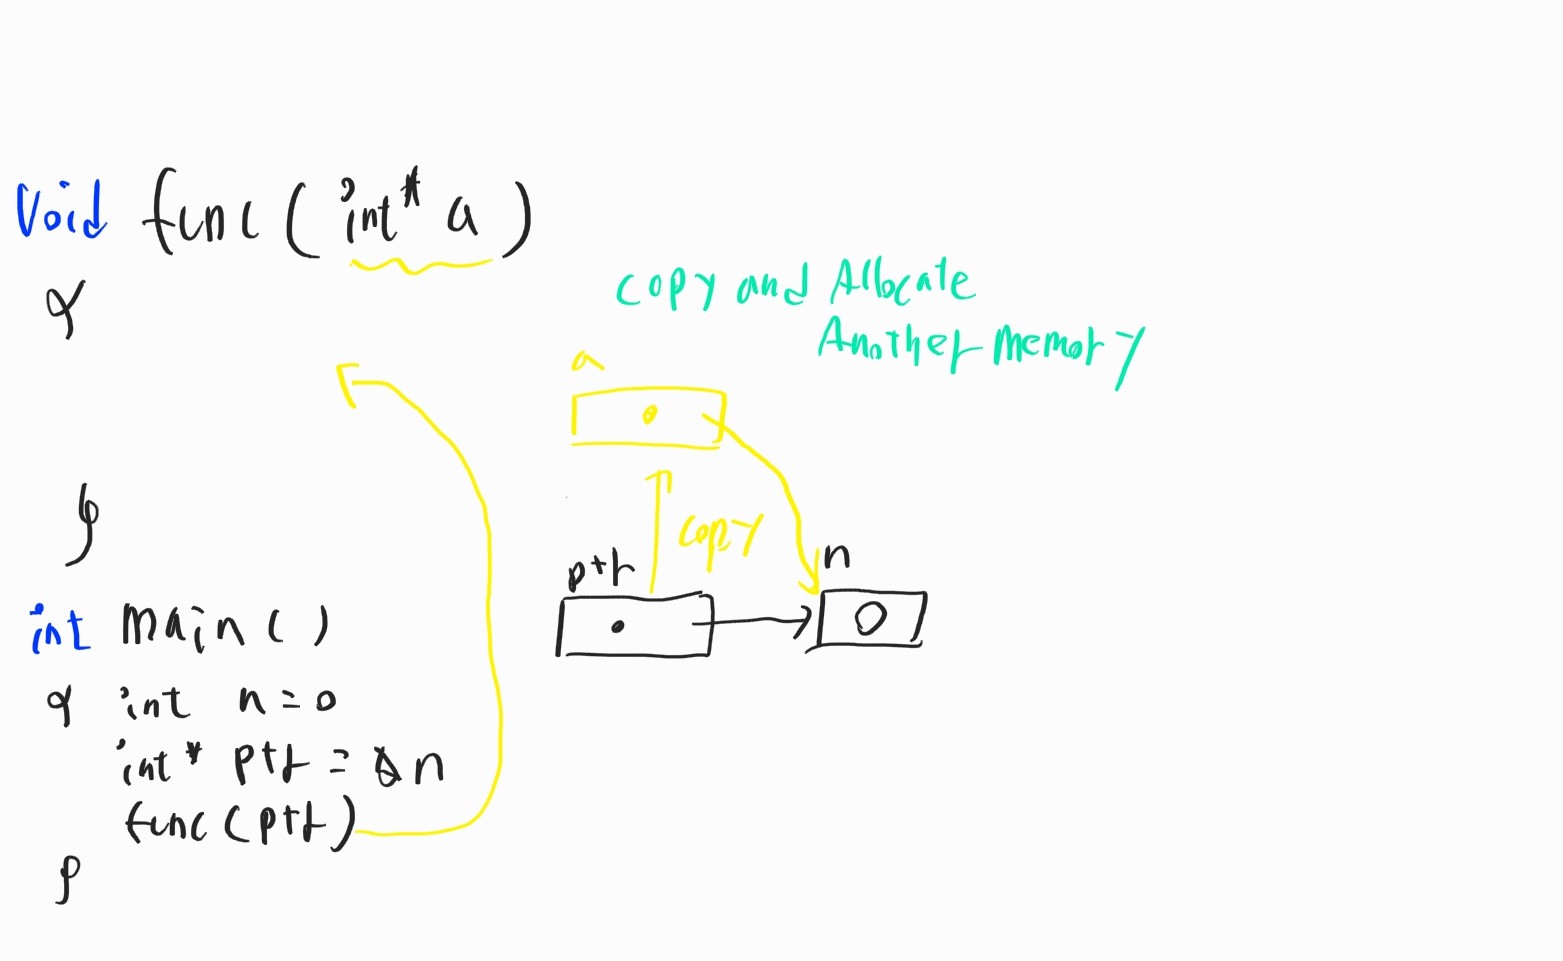 Void func ( int* a )
{
}
int main ( )
{ int n = 0
int* ptr = &n
func (ptr)
}
copy and Allocate
Another memory
a
copy
ptr
n
0